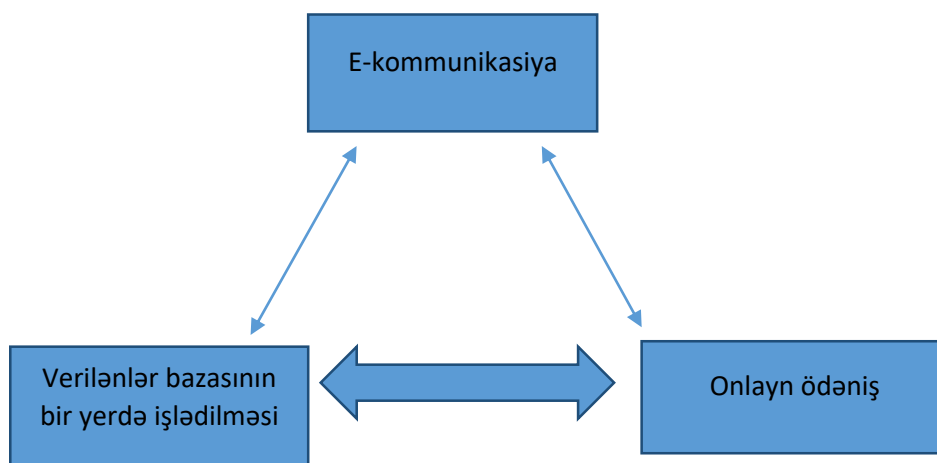 E-kommunikasiya
Verilənlər bazasının
bir yerdə işlədilməsi
Onlayn ödəniş